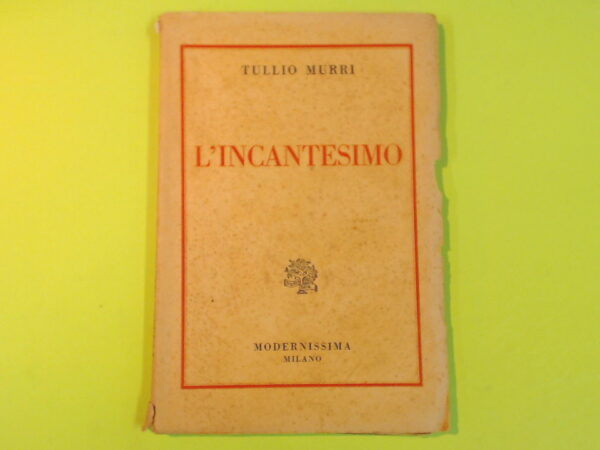 TULLIO MURRI
L'INCANTESIMO
MODERNISSIMA
MILANO